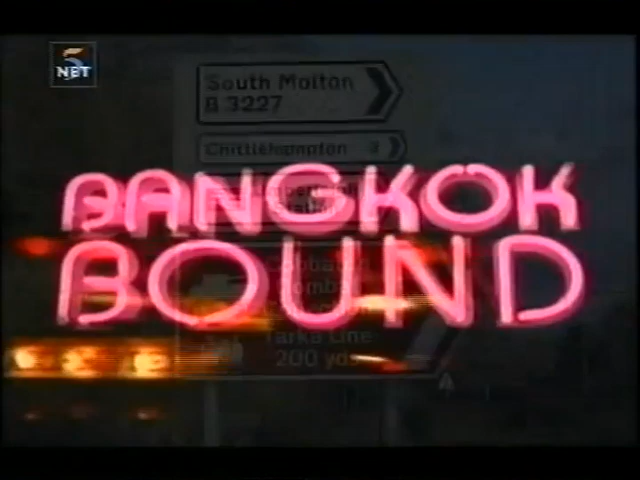 NET
South Molton
B 3227
Chittlehampton
BANGKOK
BOUND
Tarka Line
200 yds